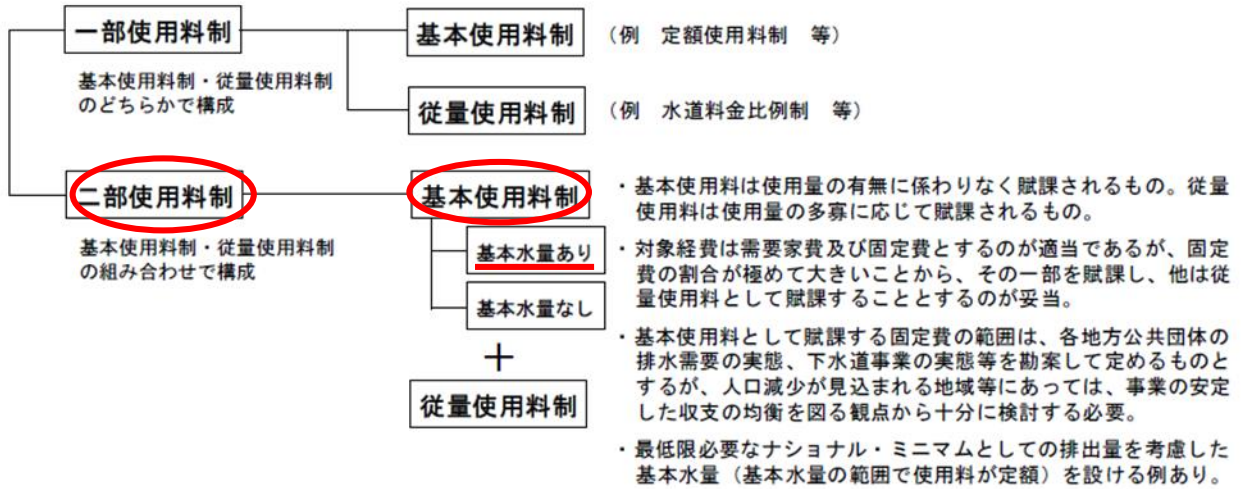 一部使用料制
基本使用料制・従量使用料制
のどちらかで構成
基本使用料制
（例　定額使用料制　等）
従量使用料制
（例　水道料金比例制　等）
二部使用料制
基本使用料制・従量使用料制
の組み合わせで構成
基本使用料制
基本水量あり
基本水量なし
＋
従量使用料制
・基本使用料は使用量の有無に係わりなく賦課されるもの。従量
使用料は使用量の多寡に応じて賦課されるもの。
・対象経費は需要家費及び固定費とするのが適当であるが、固定
費の割合が極めて大きいことから、その一部を賦課し、他は従
量使用料として賦課することとするのが妥当。
・基本使用料として賦課する固定費の範囲は、各地方公共団体の
排水需要の実態、下水道事業の実態等を勘案して定めるものと
するが、人口減少が見込まれる地域等にあっては、事業の安定
した収支の均衡を図る観点から十分に検討する必要。
・最低限必要なナショナル・ミニマムとしての排出量を考慮した
基本水量（基本水量の範囲で使用料が定額）を設ける例あり。